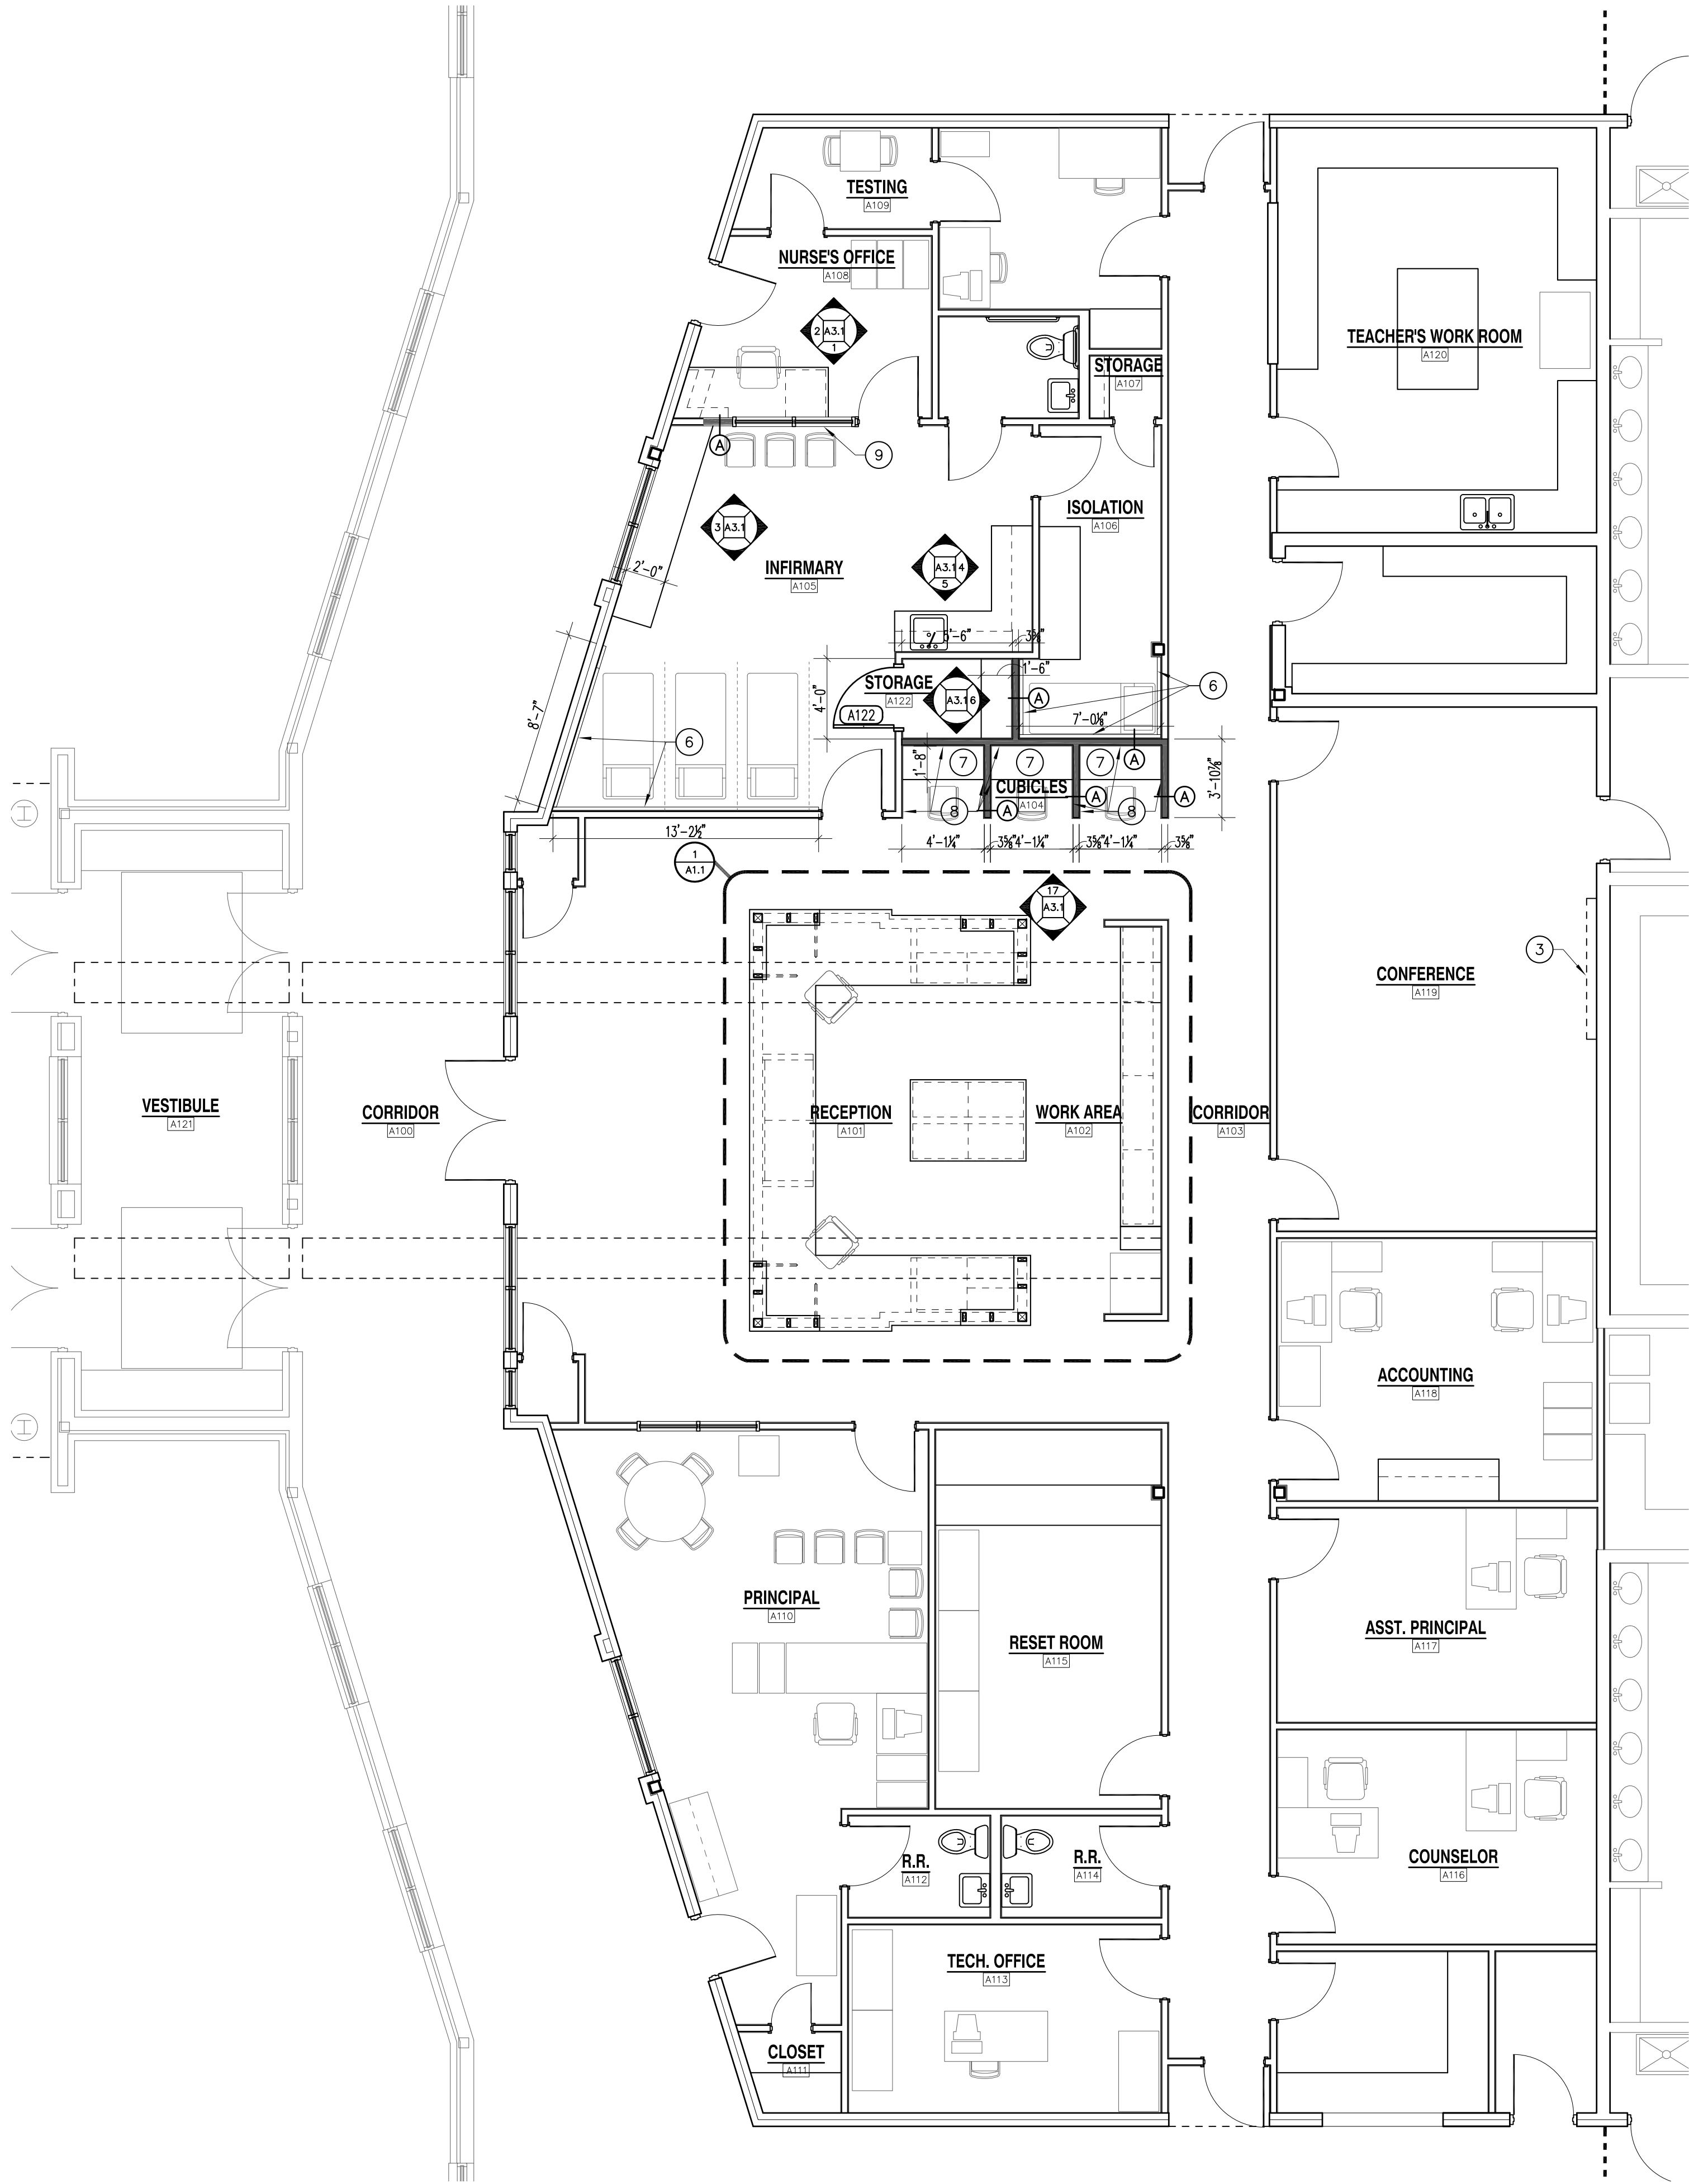 TESTING
A109
NURSE'S OFFICE
A108
2 A3.1
1
TEACHER'S WORK ROOM
A120
STORAGE
A107
A
9
ISOLATION
A106
3 A3.1
A3.1 4
5
INFIRMARY
A105
2'-0"
3⅝"
1'-6"
STORAGE
A122
A3.1 6
A
6
A122
4'-0"
8'-7"
7'-0⅛"
6
1'-8"
7
7
7
A
CUBICLES
A104
8
A
A
8
A
3'-10⅞"
13'-2½"
4'-1¼"
3⅝"
4'-1¼"
3⅝"
4'-1¼"
3⅝"
1
A1.1
H
17
A3.1
3
CONFERENCE
A119
VESTIBULE
A121
CORRIDOR
A100
RECEPTION
A101
WORK AREA
A102
CORRIDOR
A103
ACCOUNTING
A118
H
PRINCIPAL
A110
RESET ROOM
A115
ASST. PRINCIPAL
A117
R.R.
A112
R.R.
A114
COUNSELOR
A116
TECH. OFFICE
A113
CLOSET
A111